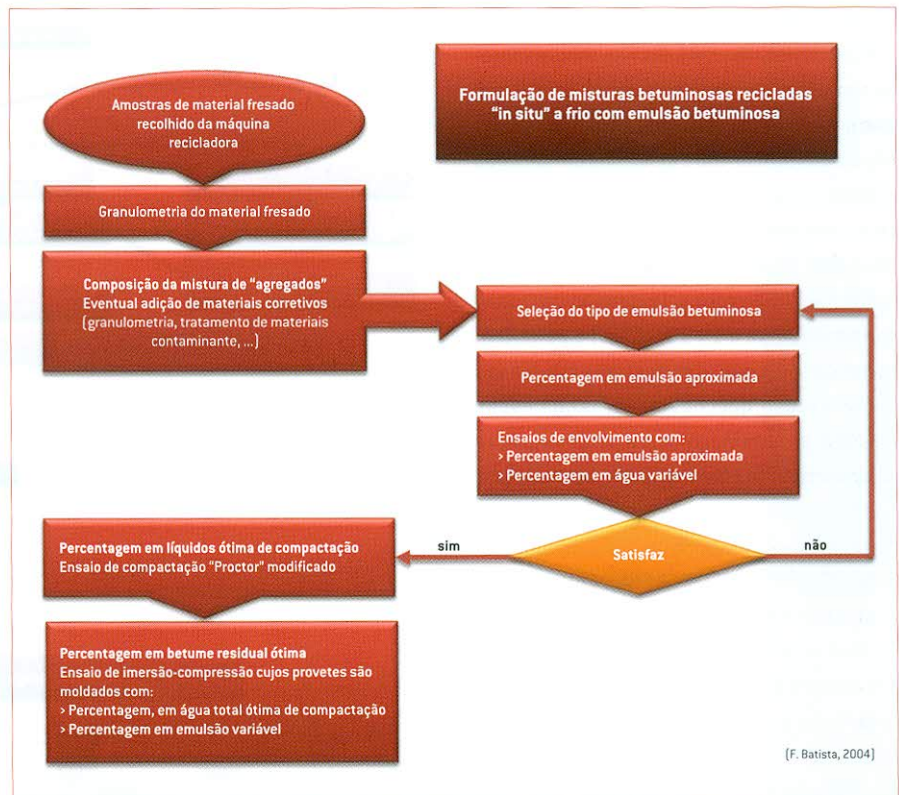 Formulação de misturas betuminosas recicladas
"in situ" a frio com emulsão betuminosa
Amostras de material fresado
recolhido da máquina
recicladora
Granulometria do material fresado
Composição da mistura de "agregados"
Eventual adição de materiais corretivos
(granulometria, tratamento de materiais
contaminante, ...)
Seleção do tipo de emulsão betuminosa
Percentagem em emulsão aproximada
Ensaios de envolvimento com:
> Percentagem em emulsão aproximada
> Percentagem em água variável
Satisfaz
sim
não
Percentagem em líquidos ótima de compactação
Ensaio de compactação "Proctor" modificado
Percentagem em betume residual ótima
Ensaio de imersão-compressão cujos provetes são
moldados com:
> Percentagem, em água total ótima de compactação
> Percentagem em emulsão variável
(F. Batista, 2004)